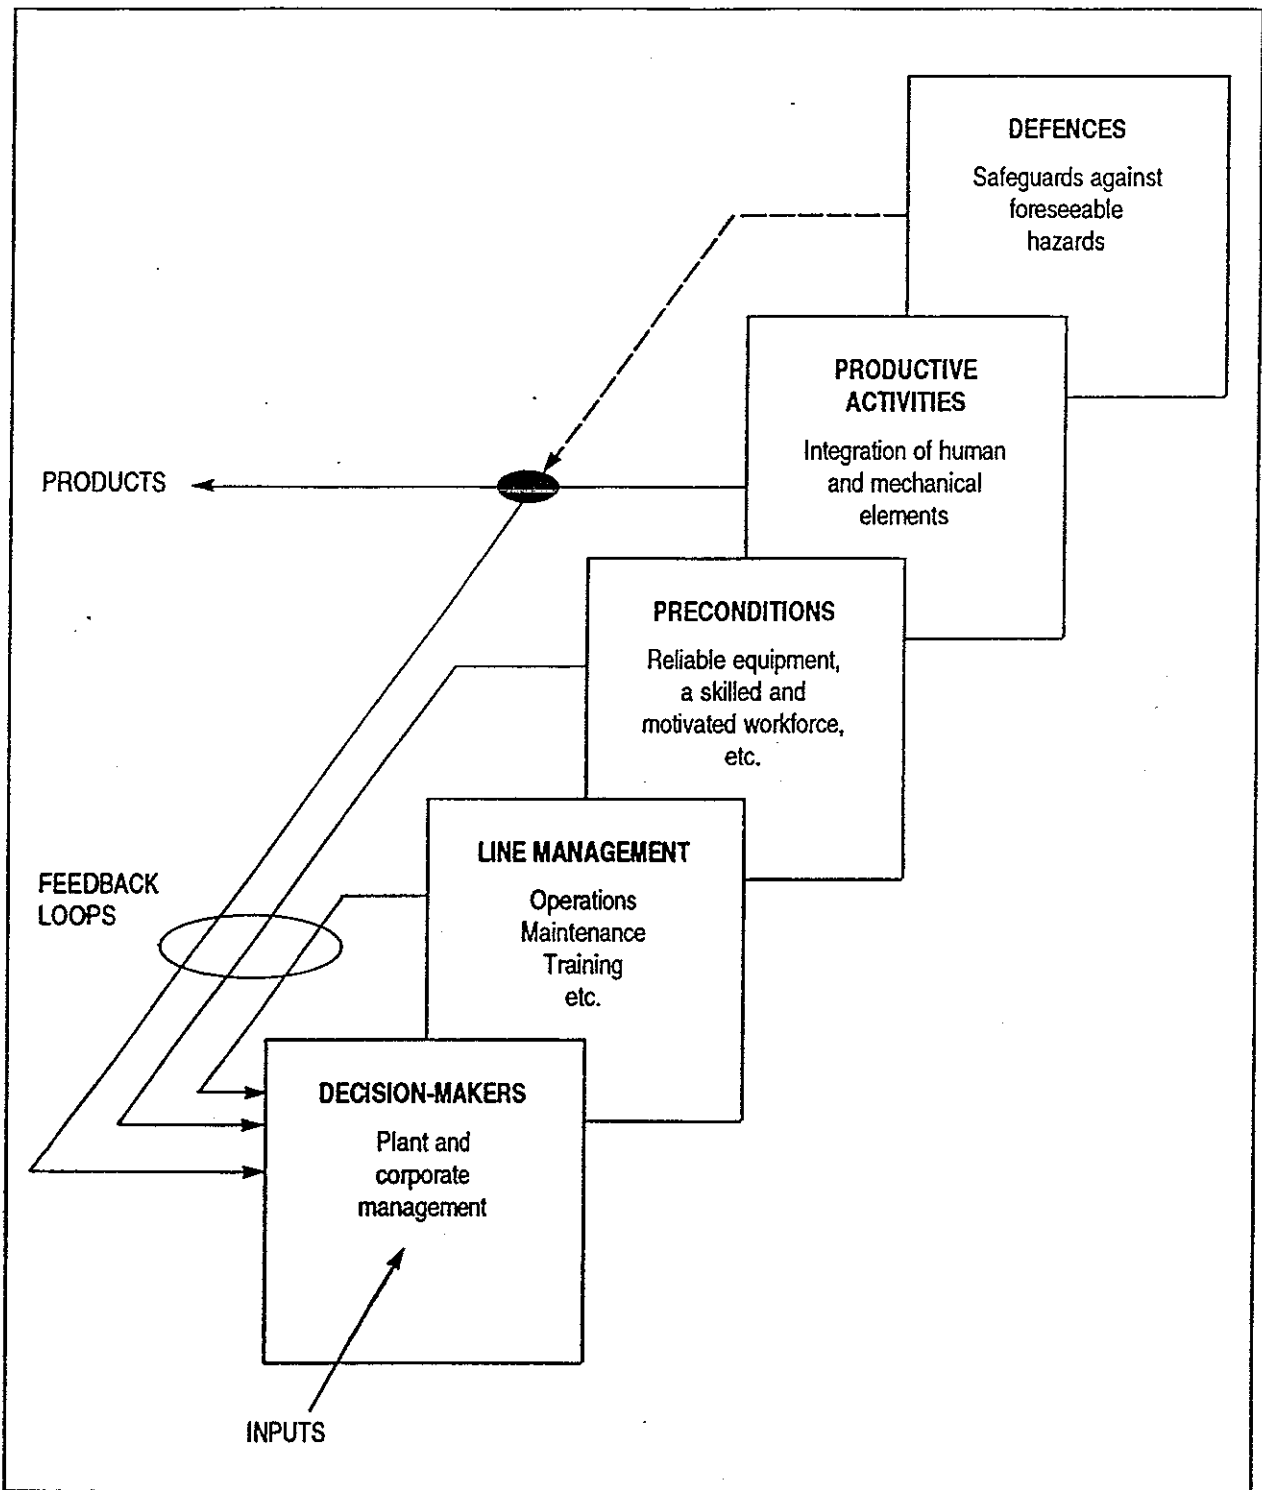 DEFENCES
Safeguards against
foreseeable
hazards
PRODUCTIVE
ACTIVITIES
Integration of human
and mechanical
elements
PRODUCTS
PRECONDITIONS
Reliable equipment,
a skilled and
motivated workforce,
etc.
LINE MANAGEMENT
Operations
Maintenance
Training
etc.
FEEDBACK
LOOPS
DECISION-MAKERS
Plant and
corporate
management
INPUTS